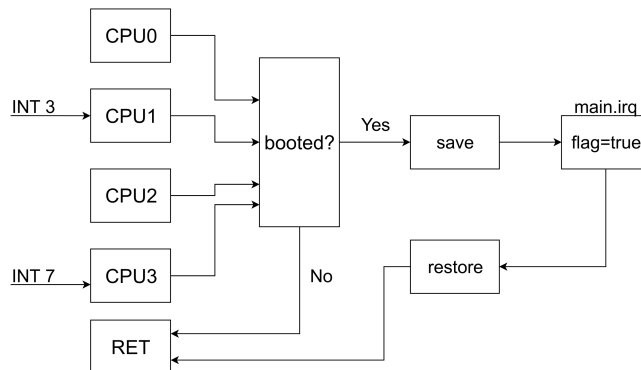 CPU0
INT 3
CPU1
booted?
Yes
save
main.irq
flag=true
CPU2
INT 7
CPU3
No
restore
RET